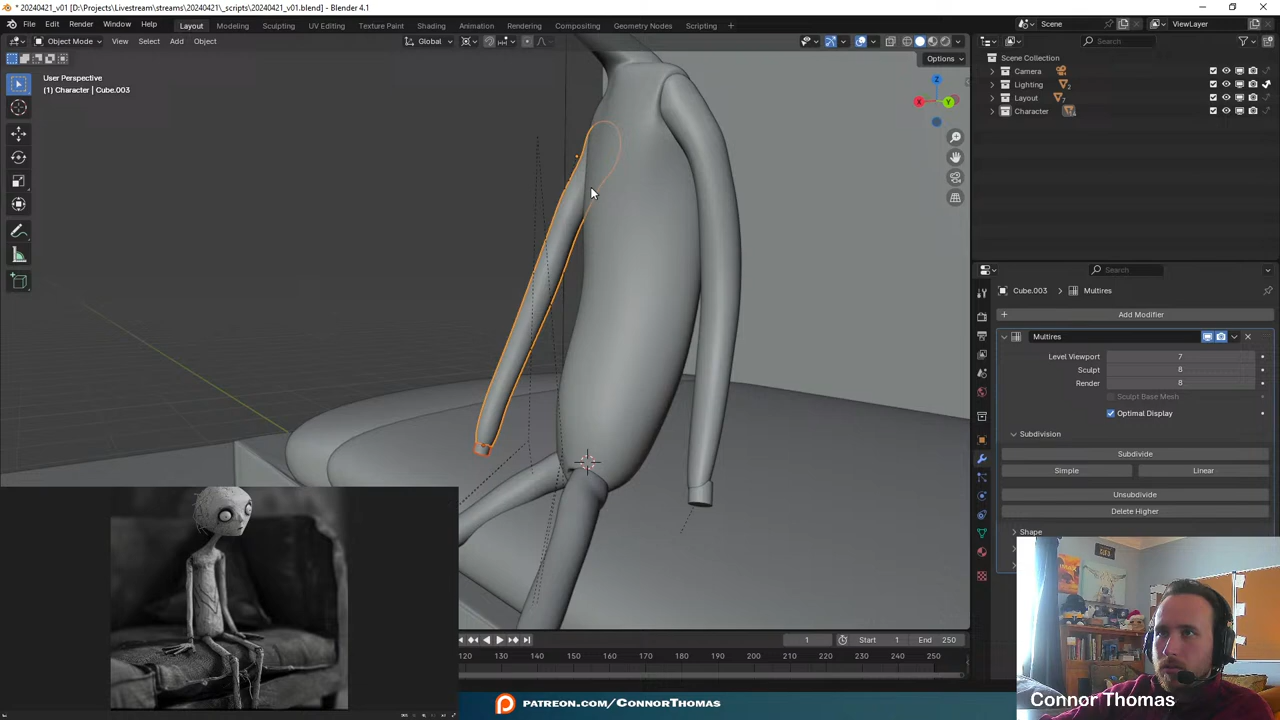 * 20240421_v01 [D:\Projects\Livestream\streams\20240421\_scripts\20240421_v01.blend] - Blender 4.1
File Edit Render Window Help Layout Modeling Sculpting UV Editing Texture Paint Shading Animation Rendering Compositing Geometry Nodes Scripting + Scene ViewLayer
Object Mode View Select Add Object Global Search
Options
User Perspective
(1) Character | Cube.003
Z
X
Y
Scene Collection
Camera
Lighting 2
Layout
Character
Search
Cube.003 > Multires
+ Add Modifier
Multires
Level Viewport 7
Sculpt 8
Render 8
Sculpt Base Mesh
Optimal Display
Subdivision
Subdivide
Simple Linear
Unsubdivide
Delete Higher
Shape
1 Start 1 End 250
120 130 140 150 160 170 180 190 200 210 220 230 240 250
PATREON.COM/CONNORTHOMAS
Connor Thomas